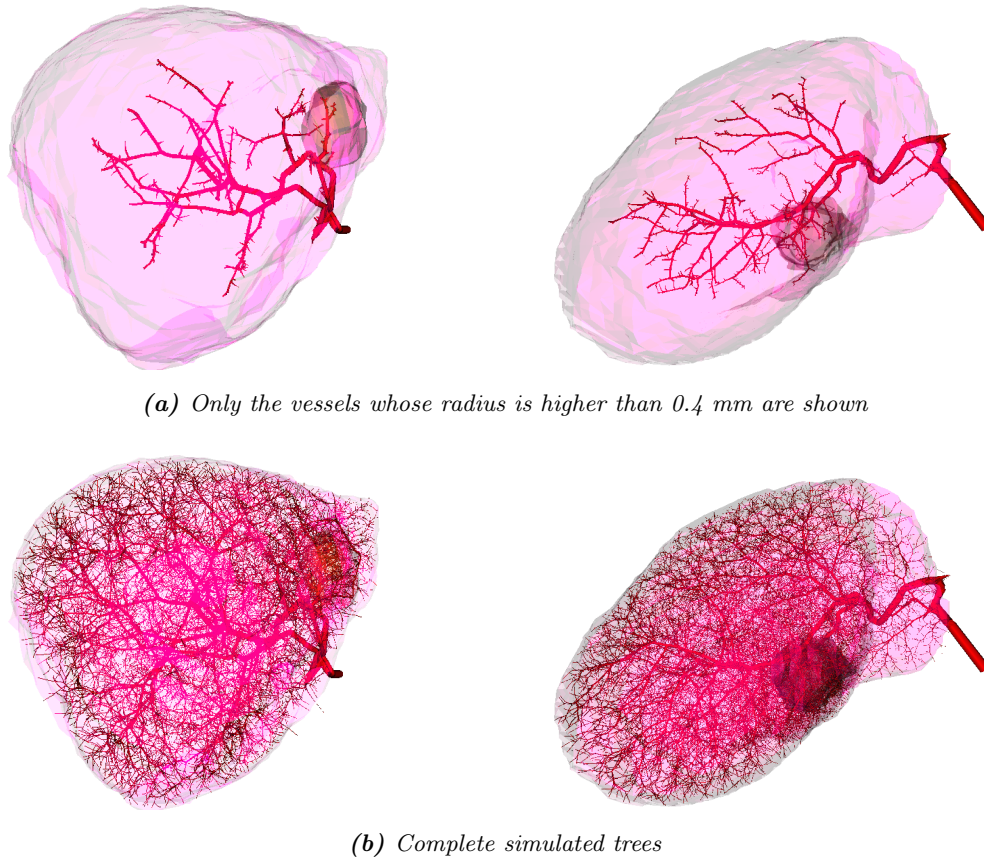 (a) Only the vessels whose radius is higher than 0.4 mm are shown
(b) Complete simulated trees